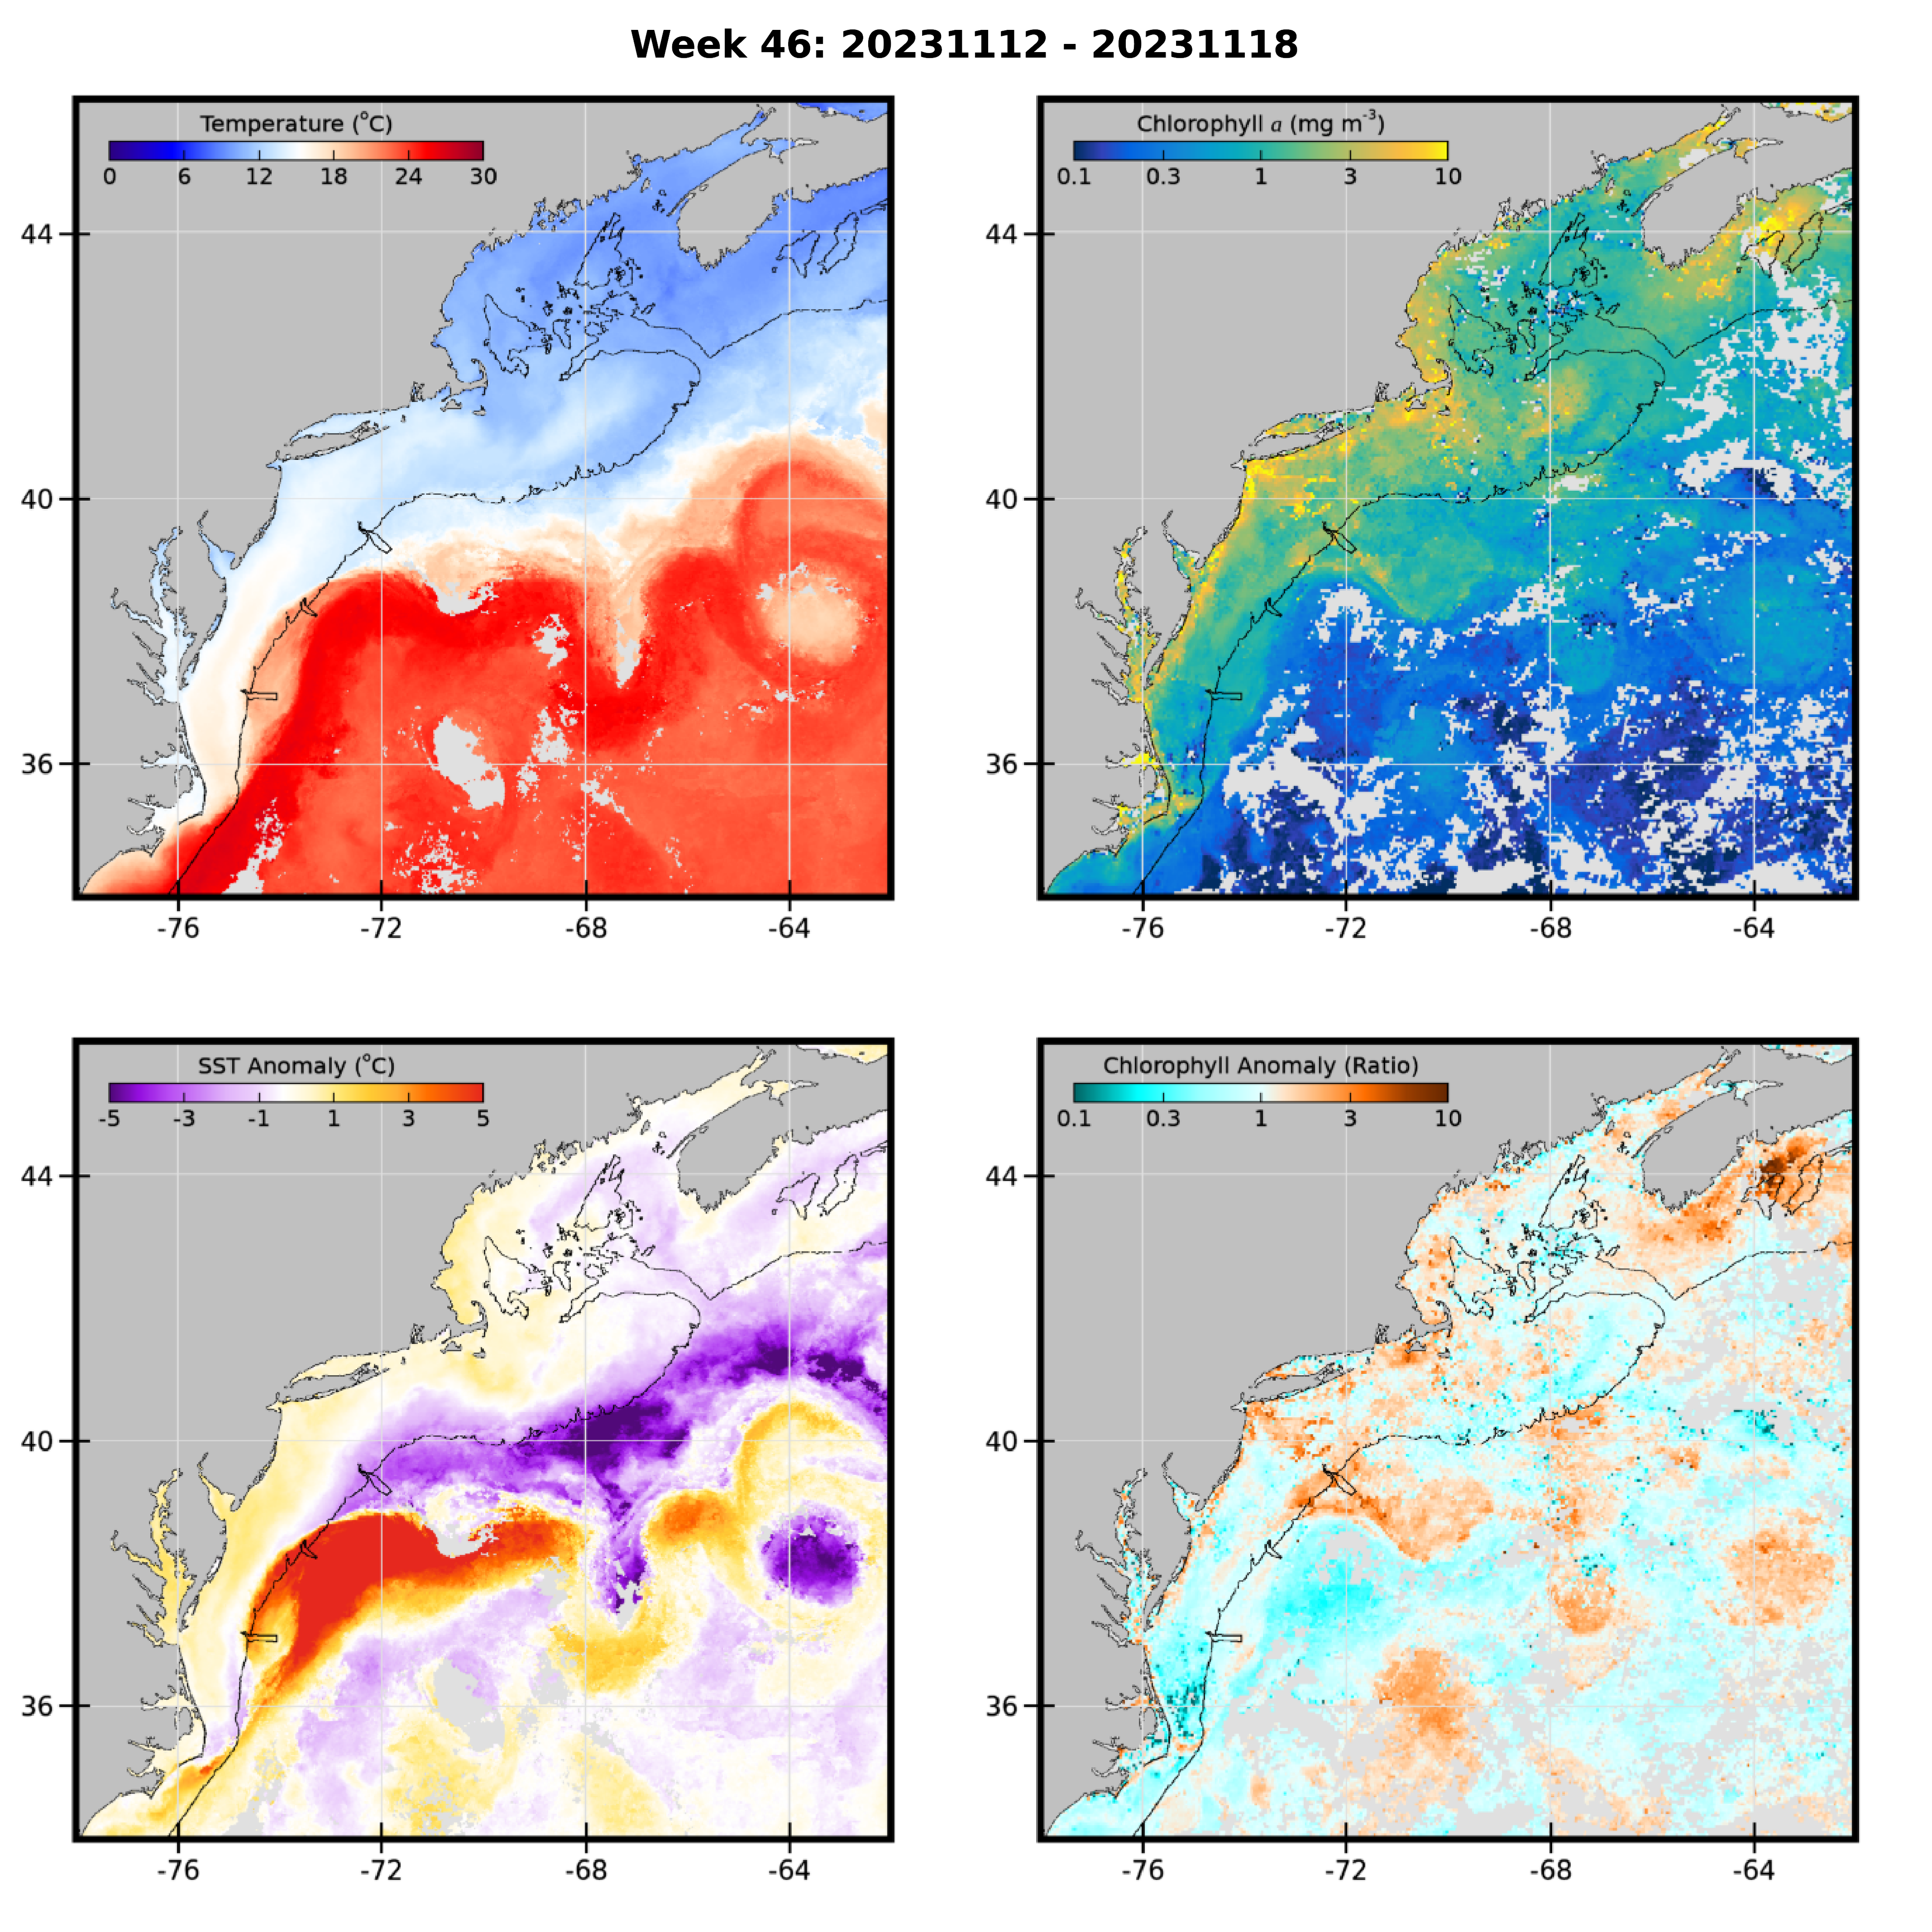 Week 46: 20231112 - 20231118
Temperature (°C)
0 6 12 18 24 30
44
40
36
-76 -72 -68 -64
Chlorophyll a (mg m⁻³)
0.1 0.3 1 3 10
44
40
36
-76 -72 -68 -64
SST Anomaly (°C)
-5 -3 -1 1 3 5
44
40
36
-76 -72 -68 -64
Chlorophyll Anomaly (Ratio)
0.1 0.3 1 3 10
44
40
36
-76 -72 -68 -64